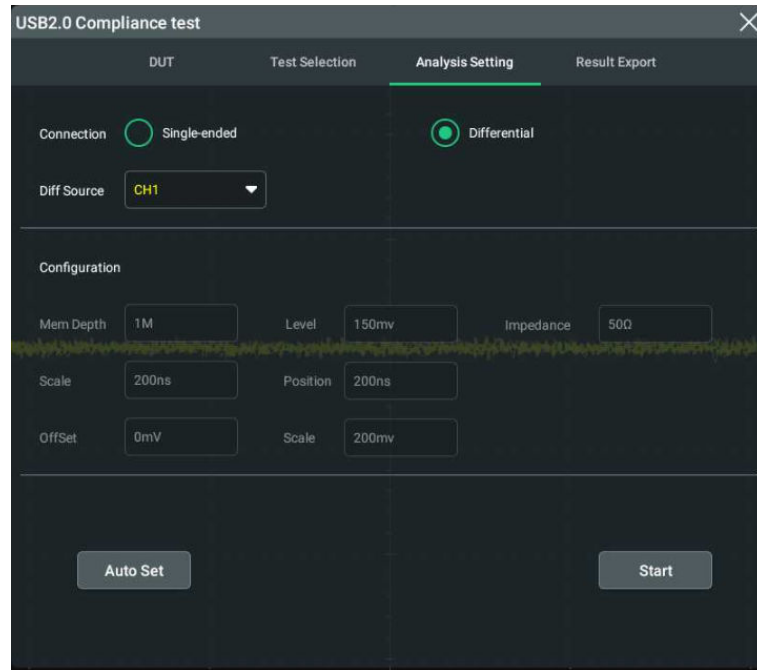 USB2.0 Compliance test
DUT Test Selection Analysis Setting Result Export
Connection Single-ended Differential
Diff Source CH1
Configuration
Mem Depth 1M Level 150mv Impedance 50Ω
Scale 200ns Position 200ns
OffSet 0mV Scale 200mv
Auto Set Start